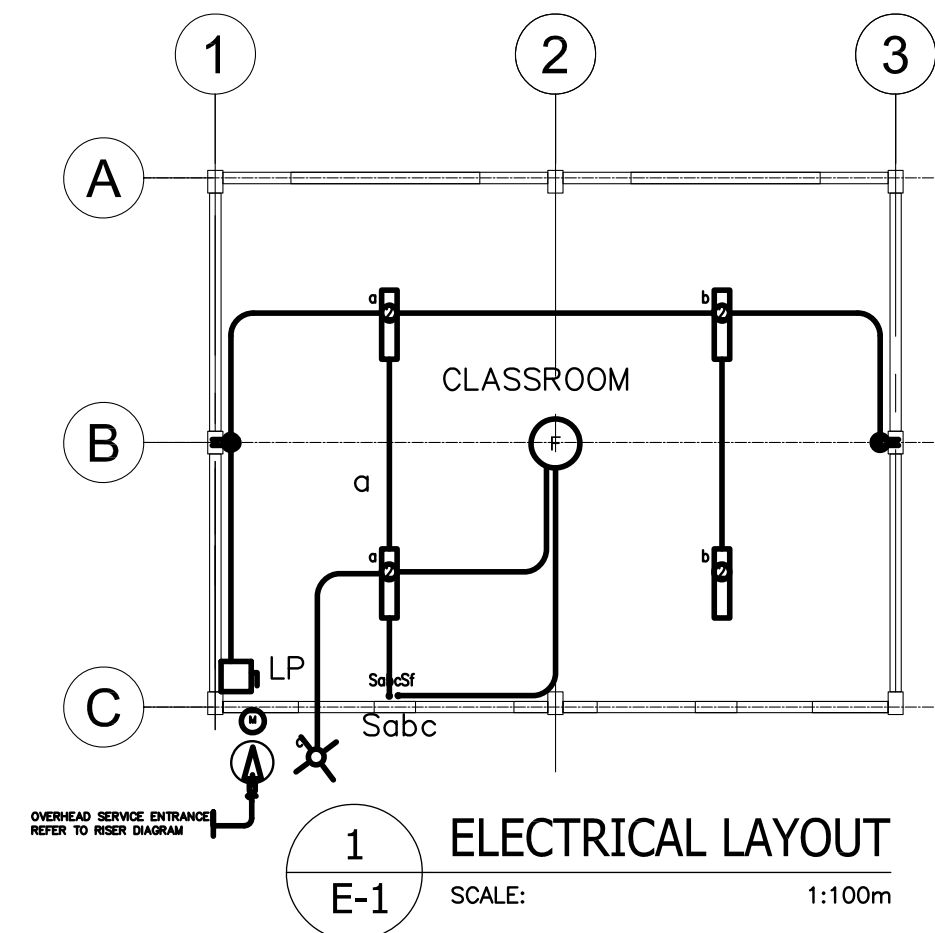 1 2 3
A
a b
CLASSROOM
B
F
a
a b
LP
SabcSf
C
Sabc
M
c
OVERHEAD SERVICE ENTRANCE
REFER TO RISER DIAGRAM
1
E-1
ELECTRICAL LAYOUT
SCALE: 1:100m